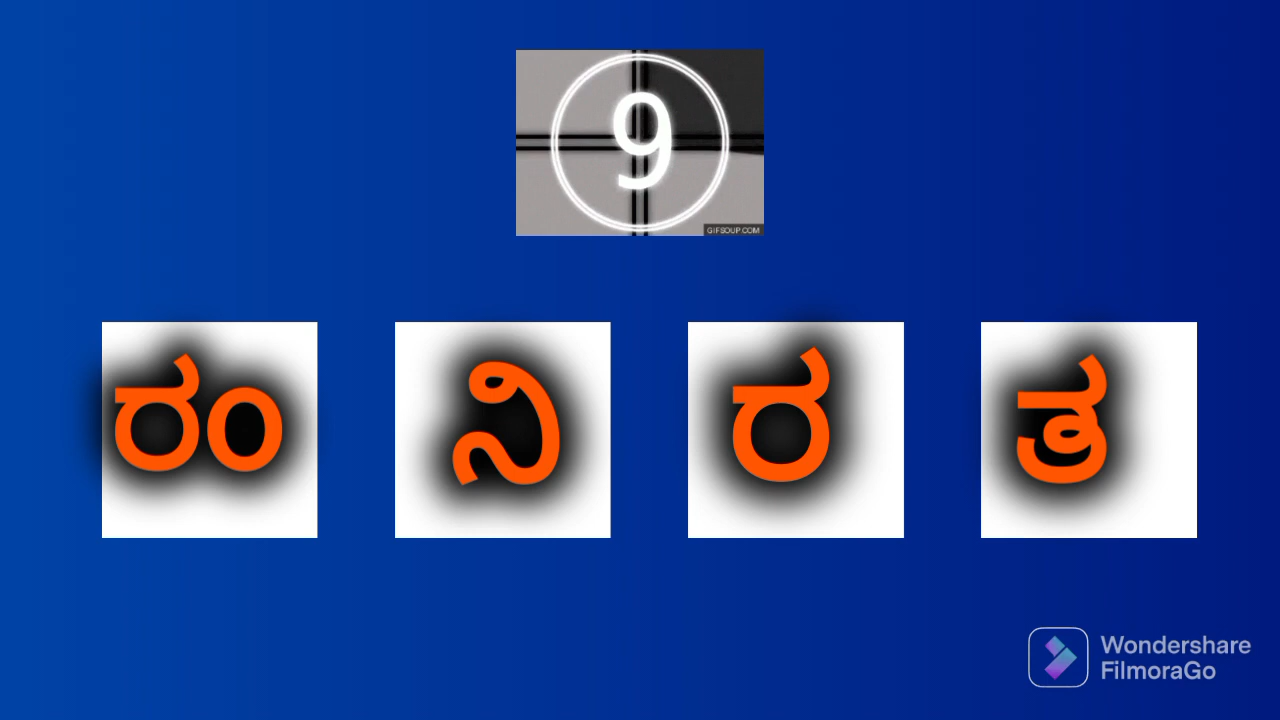 9
GIFSOUP.COM
ರಂ ನಿ ರ ತ
Wondershare
FilmoraGo